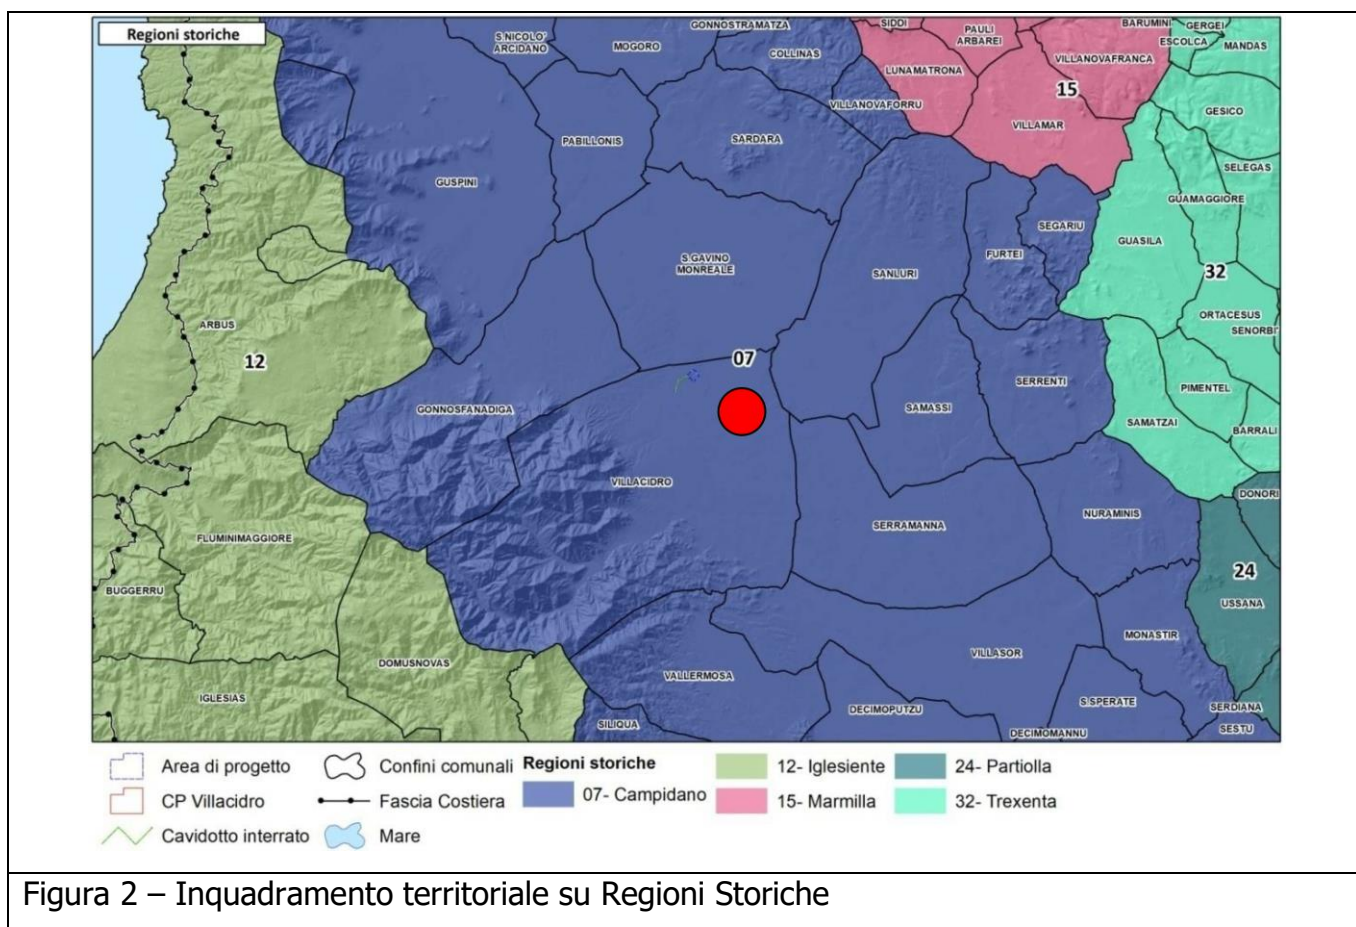 Regioni storiche
GONNOSTRAMATZA
SIDDI
PAULI
ARBAREI
BARUMINI
GERGEI
ESCOLCA
MANDAS
S.NICOLO'
ARCIDANO
MOGORO
COLLINAS
LUNAMATRONA
VILLANOVAFRANCA
15
VILLANOVAFORRU
VILLAMAR
GESICO
PABILLONIS
SARDARA
SELEGAS
GUSPINI
GUAMAGGIORE
SEGARIU
GUASILA
S.GAVINO
MONREALE
SANLURI
FURTEI
32
ORTACESUS
SENORBI'
ARBUS
12
07
SERRENTI
PIMENTEL
GONNOSFANADIGA
SAMASSI
SAMATZAI
BARRALI
VILLACIDRO
DONORI
NURAMINIS
SERRAMANNA
FLUMINIMAGGIORE
24
BUGGERRU
USSANA
MONASTIR
VILLASOR
DOMUSNOVAS
VALLERMOSA
IGLESIAS
S.SPERATE
DECIMOPUTZU
SERDIANA
SILIQUA
DECIMOMANNU
SESTU
Area di progetto
CP Villacidro
Cavidotto interrato
Confini comunali
Fascia Costiera
Mare
Regioni storiche
07- Campidano
12- Iglesiente
15- Marmilla
24- Partiolla
32- Trexenta
Figura 2 – Inquadramento territoriale su Regioni Storiche